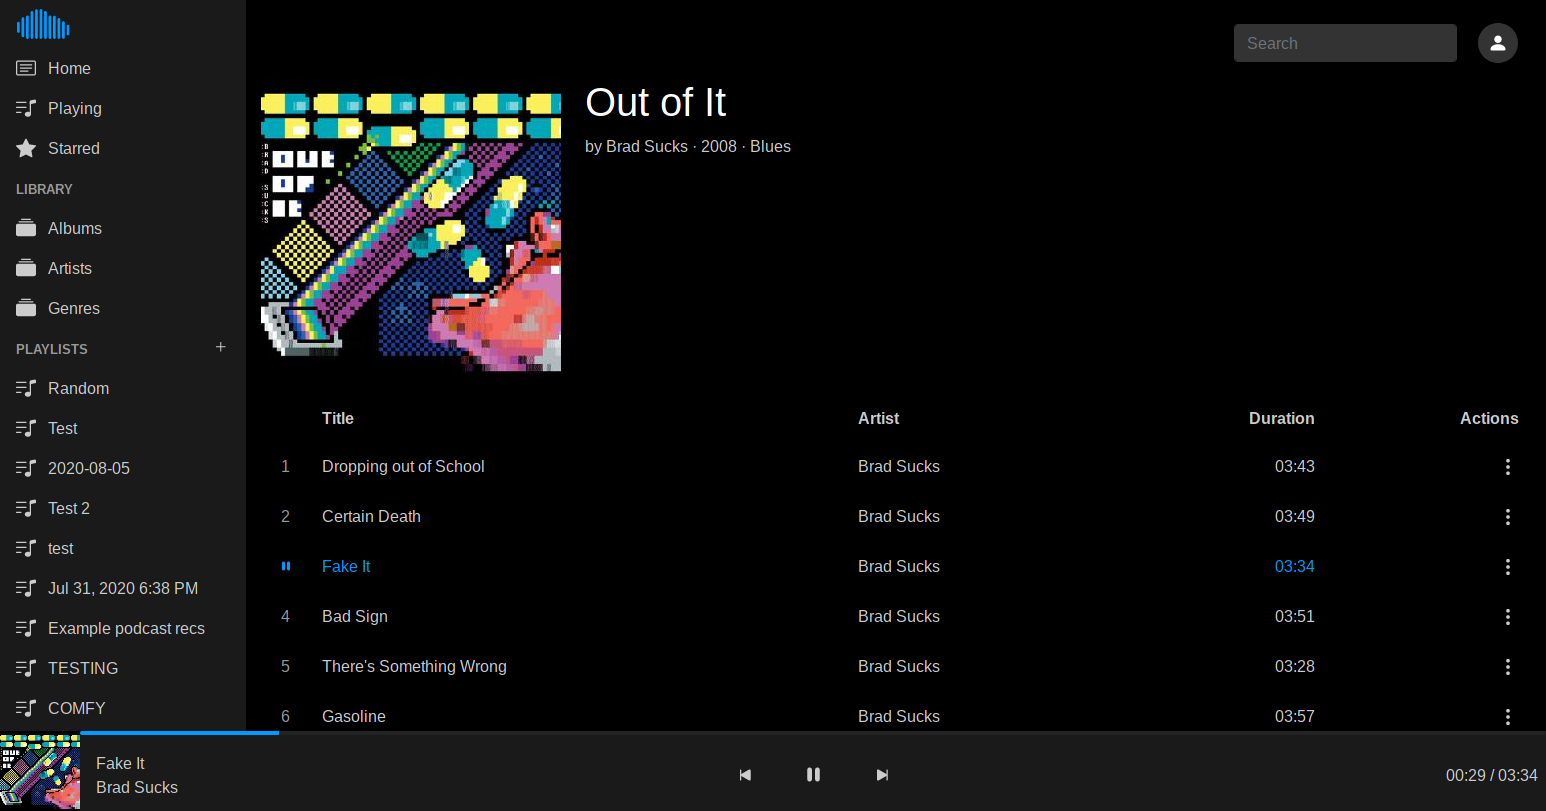 Home
Playing
Starred
LIBRARY
Albums
Artists
Genres
PLAYLISTS +
Random
Test
2020-08-05
Test 2
test
Jul 31, 2020 6:38 PM
Example podcast recs
TESTING
COMFY
Search
Out of It
by Brad Sucks · 2008 · Blues
Title Artist Duration Actions
1 Dropping out of School Brad Sucks 03:43
2 Certain Death Brad Sucks 03:49
Fake It Brad Sucks 03:34
4 Bad Sign Brad Sucks 03:51
5 There's Something Wrong Brad Sucks 03:28
6 Gasoline Brad Sucks 03:57
Fake It
Brad Sucks
00:29 / 03:34